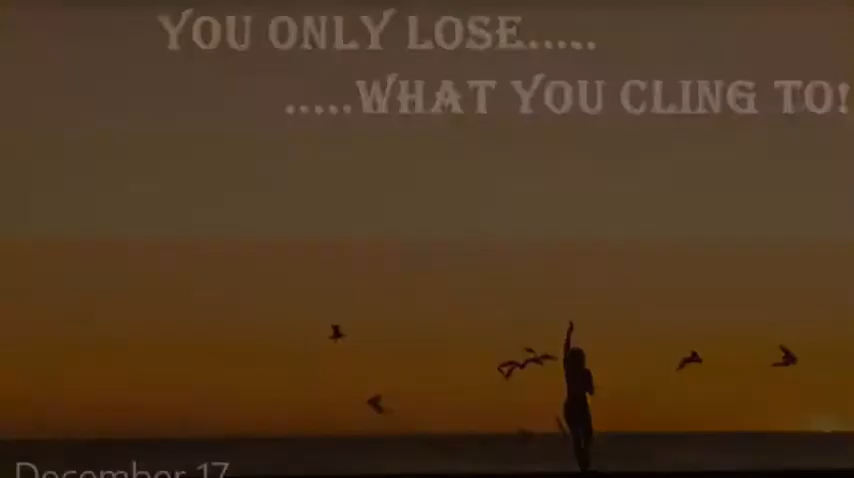 YOU ONLY LOSE.....
.....WHAT YOU CLING TO!
December 17